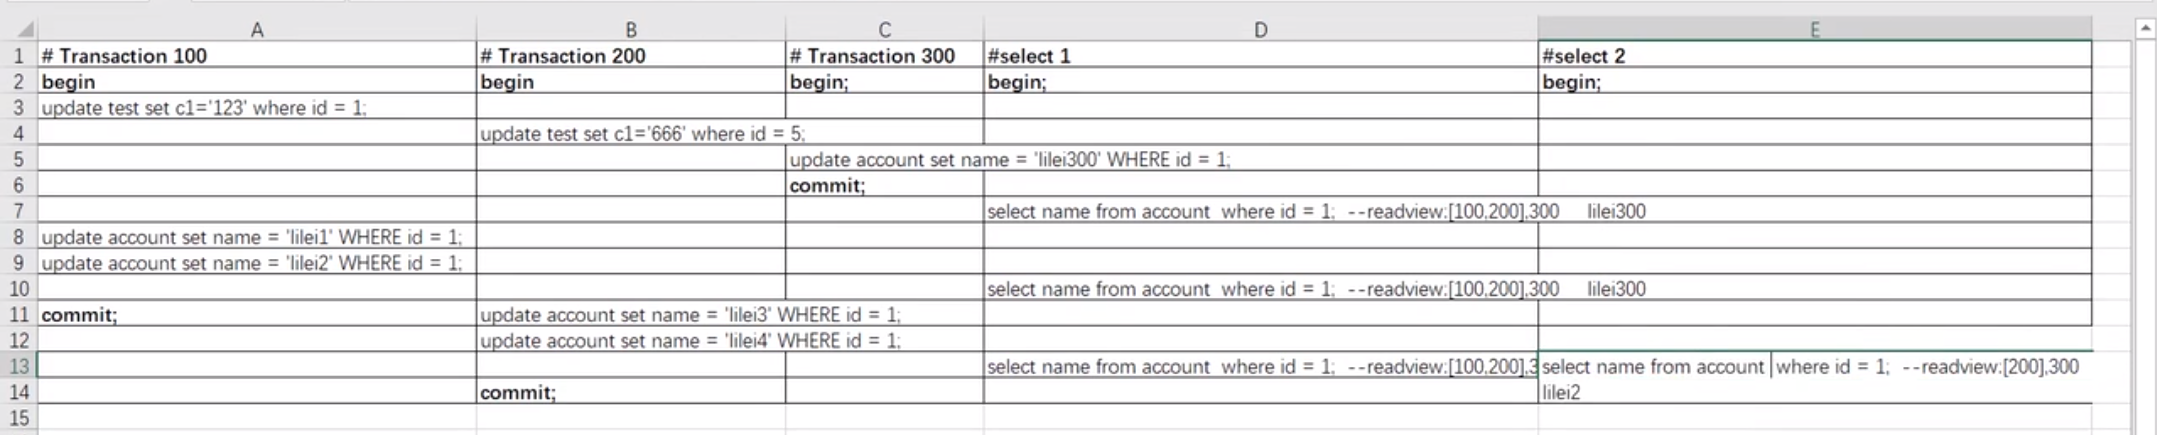 A B C D E
1 # Transaction 100 # Transaction 200 # Transaction 300 #select 1 #select 2
2 begin begin begin; begin; begin;
3 update test set c1='123' where id = 1;
4 update test set c1='666' where id = 5;
5 update account set name = 'lilei300' WHERE id = 1;
6 commit;
7 select name from account where id = 1; --readview:[100,200],300 lilei300
8 update account set name = 'lilei1' WHERE id = 1;
9 update account set name = 'lilei2' WHERE id = 1;
10 select name from account where id = 1; --readview:[100,200],300 lilei300
11 commit; update account set name = 'lilei3' WHERE id = 1;
12 update account set name = 'lilei4' WHERE id = 1;
13 select name from account where id = 1; --readview:[100,200],3 select name from account where id = 1; --readview:[200],300
14 commit; lilei2
15